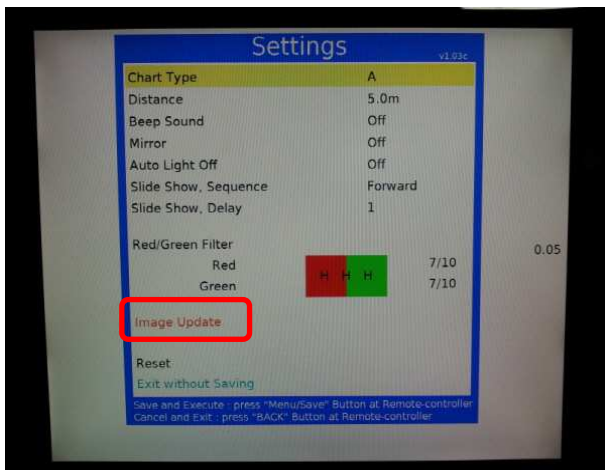 Settings
v1.03c
Chart Type A
Distance 5.0m
Beep Sound Off
Mirror Off
Auto Light Off Off
Slide Show, Sequence Forward
Slide Show, Delay 1
Red/Green Filter
0.05
Red 7/10
H H H
Green 7/10
Image Update
Reset
Exit without Saving
Save and Execute : press "Menu/Save" Button at Remote-controller
Cancel and Exit : press "BACK" Button at Remote-controller